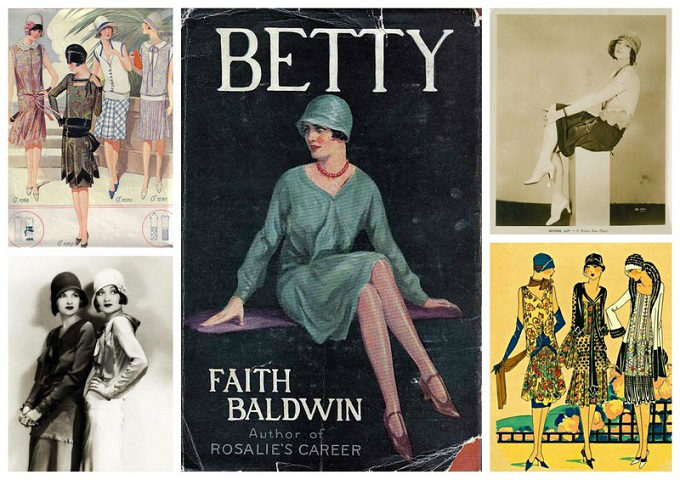 BETTY
FAITH
BALDWIN
Author of
ROSALIE'S CAREER